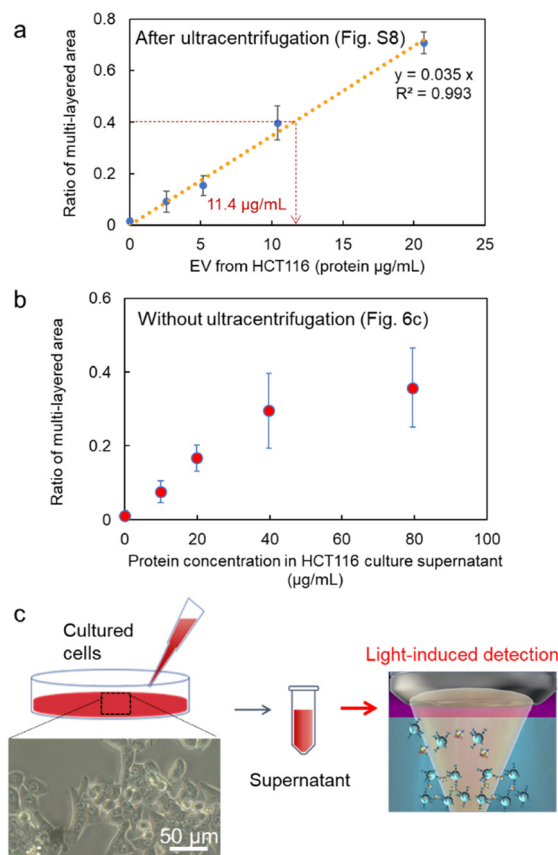 a
After ultracentrifugation (Fig. S8)
y = 0.035 x
R² = 0.993
Ratio of multi-layered area
0.8
0.6
0.4
0.2
0
11.4 µg/mL
0 5 10 15 20 25
EV from HCT116 (protein µg/mL)
b
Without ultracentrifugation (Fig. 6c)
Ratio of multi-layered area
0.6
0.4
0.2
0
0 20 40 60 80 100
Protein concentration in HCT116 culture supernatant
(µg/mL)
c
Cultured
cells
Light-induced detection
Supernatant
50 µm